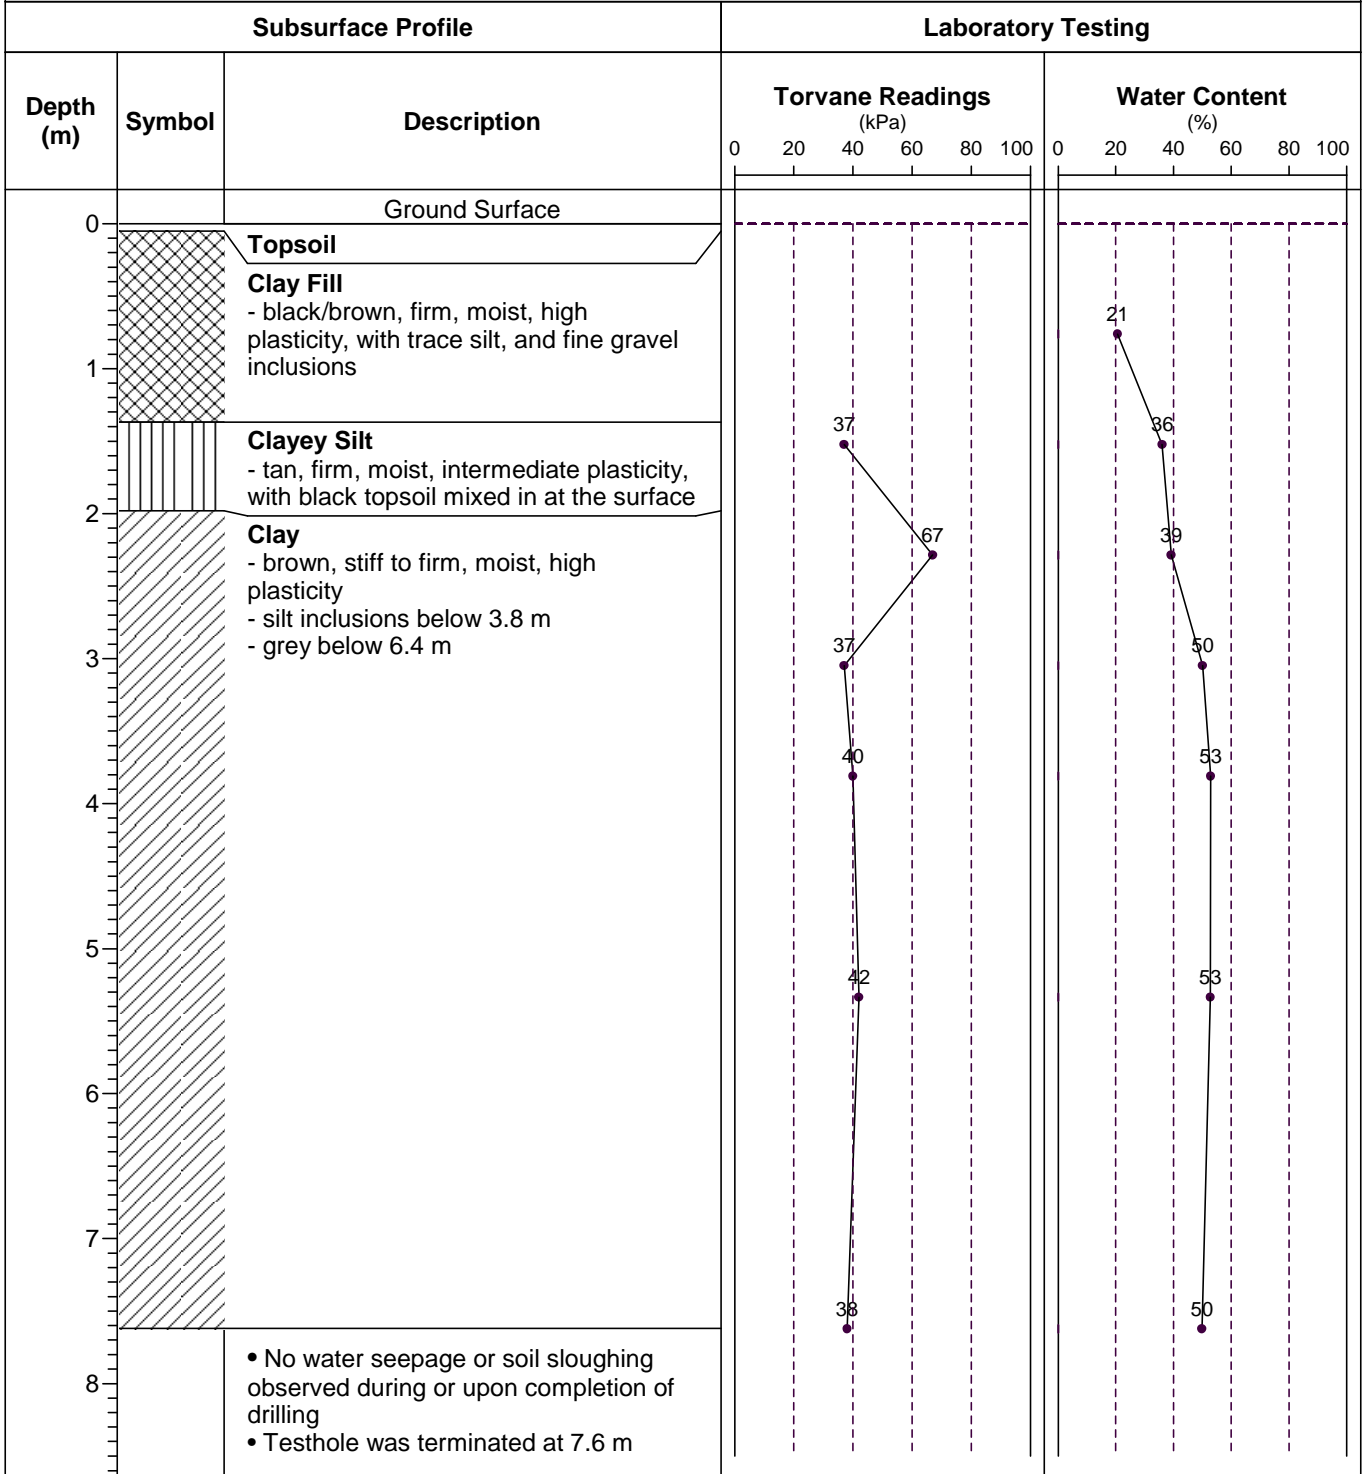 Subsurface Profile
Laboratory Testing
Depth
(m)
Symbol
Description
Torvane Readings
(kPa)
0 20 40 60 80 100
Water Content
(%)
0 20 40 60 80 100
Ground Surface
0
Topsoil
Clay Fill
- black/brown, firm, moist, high
plasticity, with trace silt, and fine gravel
inclusions
21
1
Clayey Silt
- tan, firm, moist, intermediate plasticity,
with black topsoil mixed in at the surface
37
36
2
Clay
- brown, stiff to firm, moist, high
plasticity
- silt inclusions below 3.8 m
- grey below 6.4 m
67
39
3
37
50
40
53
4
5
42
53
6
7
38
50
• No water seepage or soil sloughing
observed during or upon completion of
drilling
• Testhole was terminated at 7.6 m
8